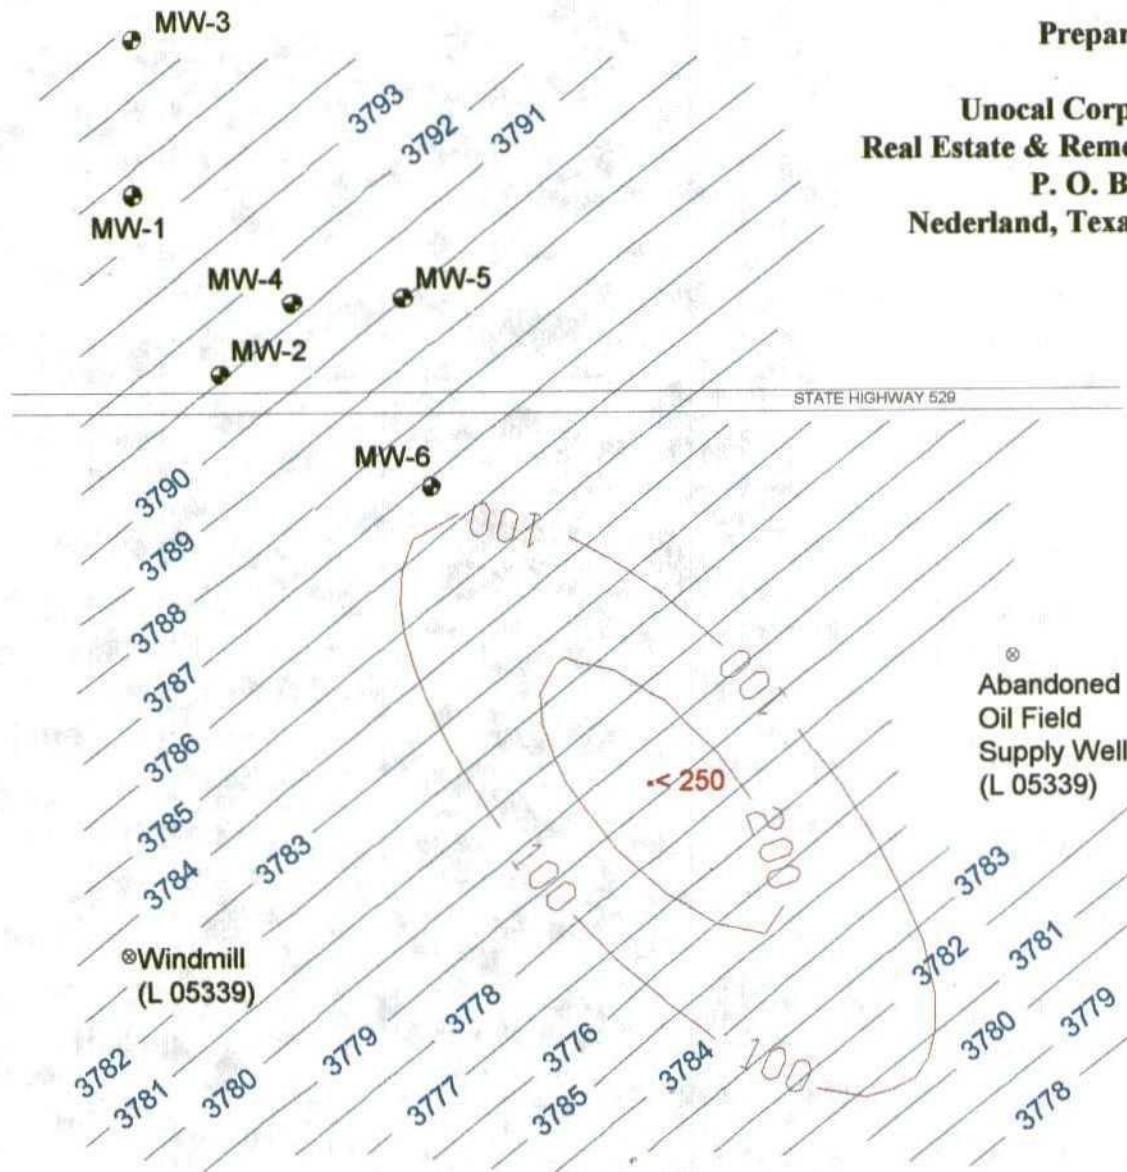 MW-3
Prepar
Unocal Corp
Real Estate & Reme
P. O. B
Nederland, Texa
3793
3792
3791
MW-1
MW-4
MW-5
MW-2
STATE HIGHWAY 529
MW-6
3790
100
3789
3788
100
3787
Abandoned
Oil Field
Supply Well
(L 05339)
3786
.< 250
3785
200
3783
3784
100
3783
Windmill
(L 05339)
3782
3781
3778
3779
3776
3780
3779
3784
100
3782
3781
3780
3777
3785
3778